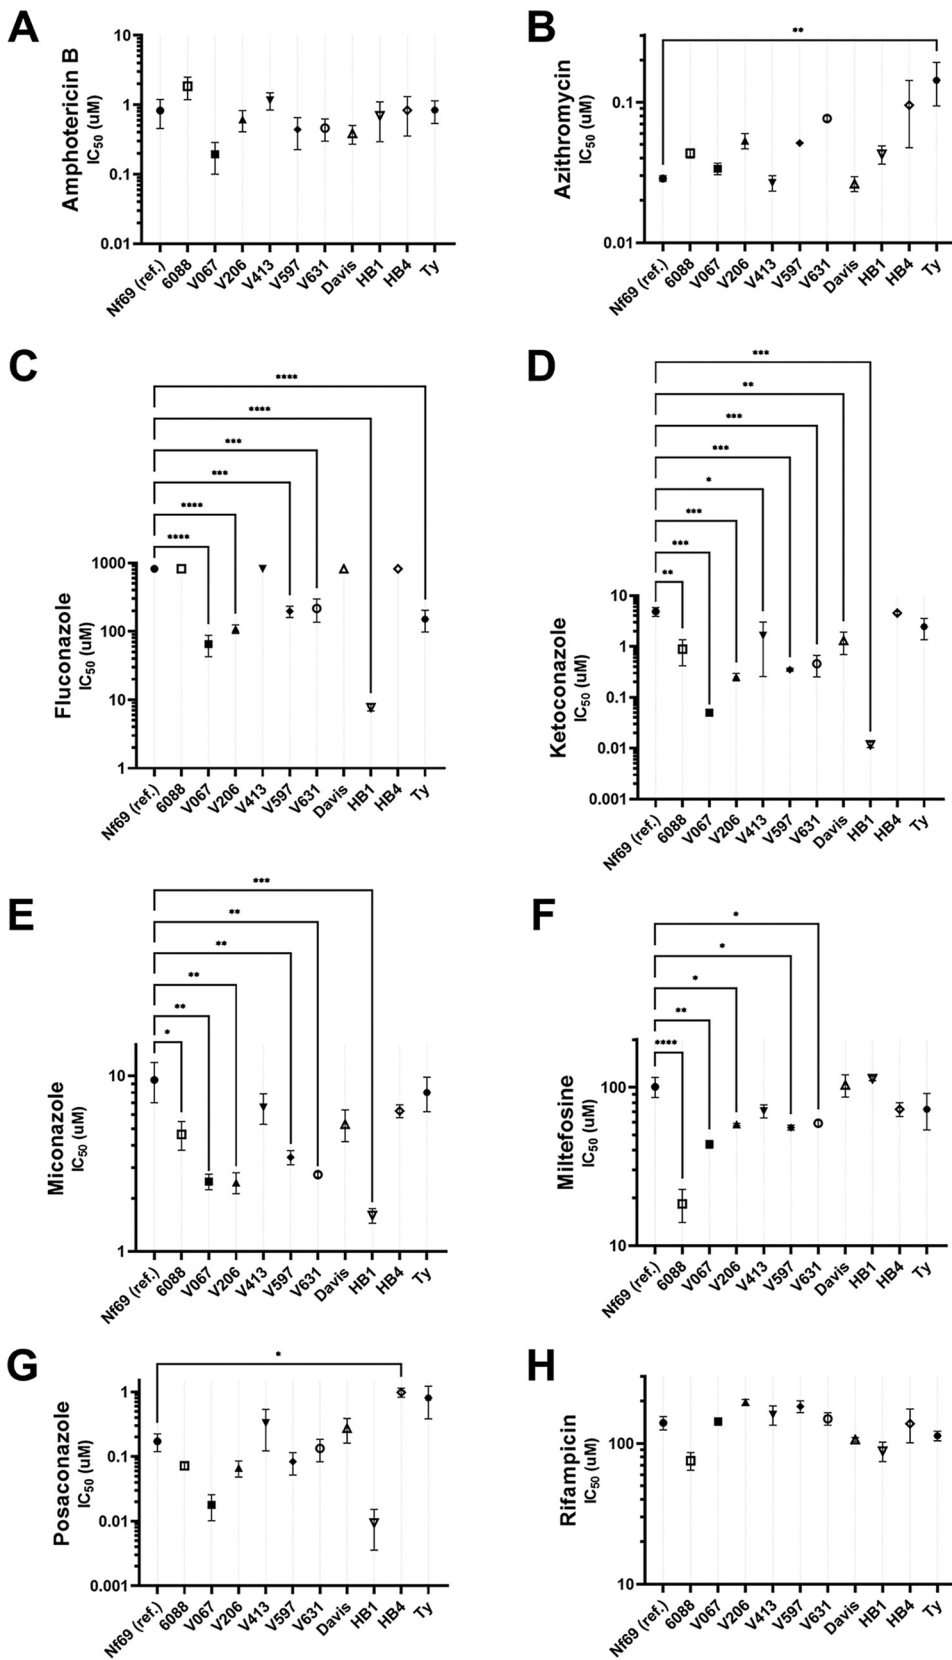 A
Amphotericin B
IC50 (uM)
10
1
0.1
0.01
Nf69 (ref.)
6088
V067
V206
V413
V597
V631
Davis
HB1
HB4
Ty
B
Azithromycin
IC50 (uM)
**
0.1
0.01
Nf69 (ref.)
6088
V067
V206
V413
V597
V631
Davis
HB1
HB4
Ty
C
Fluconazole
IC50 (uM)
****
****
***
***
****
****
1000
100
10
1
Nf69 (ref.)
6088
V067
V206
V413
V597
V631
Davis
HB1
HB4
Ty
D
Ketoconazole
IC50 (uM)
***
**
***
***
*
***
***
**
10
1
0.1
0.01
0.001
Nf69 (ref.)
6088
V067
V206
V413
V597
V631
Davis
HB1
HB4
Ty
E
Miconazole
IC50 (uM)
***
**
**
**
**
*
10
1
Nf69 (ref.)
6088
V067
V206
V413
V597
V631
Davis
HB1
HB4
Ty
F
Miltefosine
IC50 (uM)
*
*
*
**
****
100
10
Nf69 (ref.)
6088
V067
V206
V413
V597
V631
Davis
HB1
HB4
Ty
G
Posaconazole
IC50 (uM)
*
1
0.1
0.01
0.001
Nf69 (ref.)
6088
V067
V206
V413
V597
V631
Davis
HB1
HB4
Ty
H
Rifampicin
IC50 (uM)
100
10
Nf69 (ref.)
6088
V067
V206
V413
V597
V631
Davis
HB1
HB4
Ty